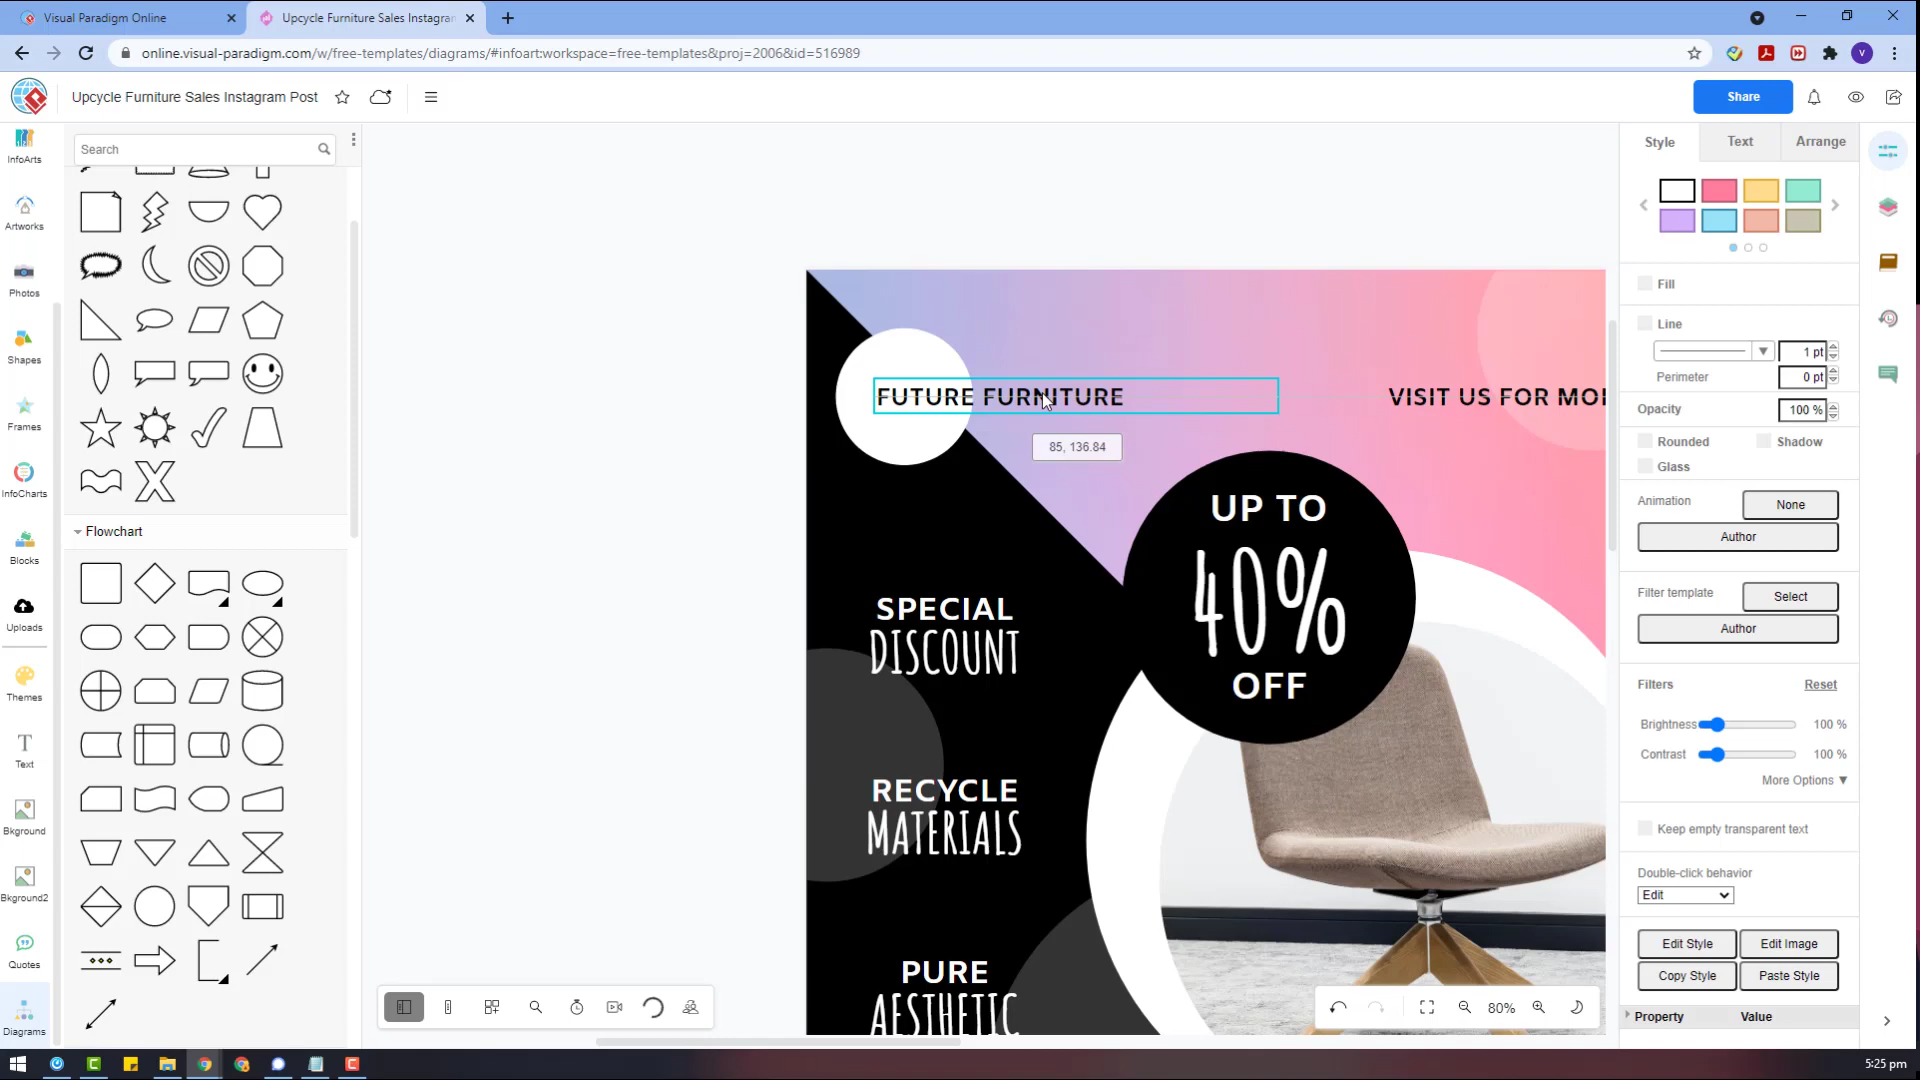 Visual Paradigm Online
Upcycle Furniture Sales Instagram
online.visual-paradigm.com/w/free-templates/diagrams/#infoart:workspace=free-templates&proj=2006&id=516989
V
Upcycle Furniture Sales Instagram Post
Share
InfoArts
Artworks
Photos
Shapes
Frames
InfoCharts
Blocks
Uploads
Themes
Text
Bkground
Bkground2
Quotes
Diagrams
Search
Flowchart
FUTURE FURNITURE
VISIT US FOR MO
85, 136.84
UP TO
40%
OFF
SPECIAL
DISCOUNT
RECYCLE
MATERIALS
PURE
AESTHETIC
80%
Style
Text
Arrange
Fill
Line
1 pt
Perimeter
0 pt
Opacity
100 %
Rounded
Shadow
Glass
Animation
None
Author
Filter template
Select
Author
Filters
Reset
Brightness
100 %
Contrast
100 %
More Options ▼
Keep empty transparent text
Double-click behavior
Edit
Edit Style
Edit Image
Copy Style
Paste Style
Property
Value
5:25 pm